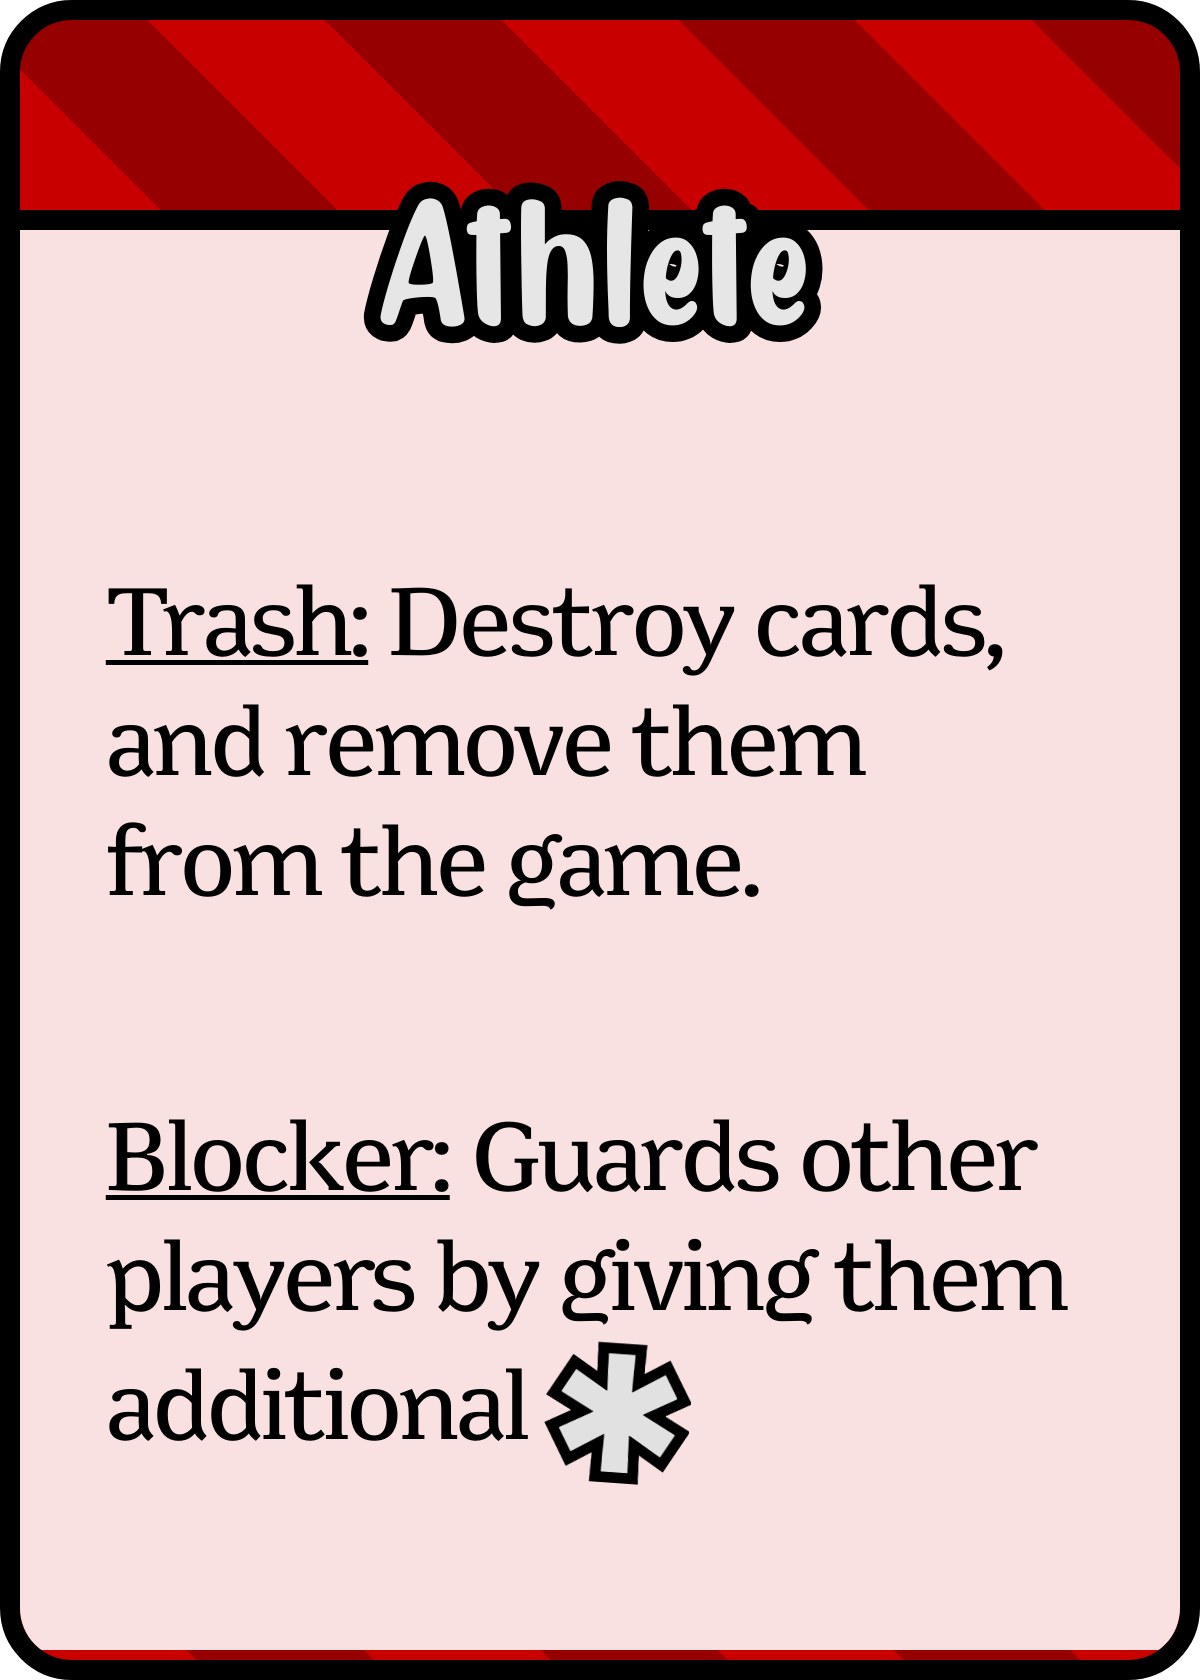 Athlete
Trash: Destroy cards,
and remove them
from the game.
Blocker: Guards other
players by giving them
additional *